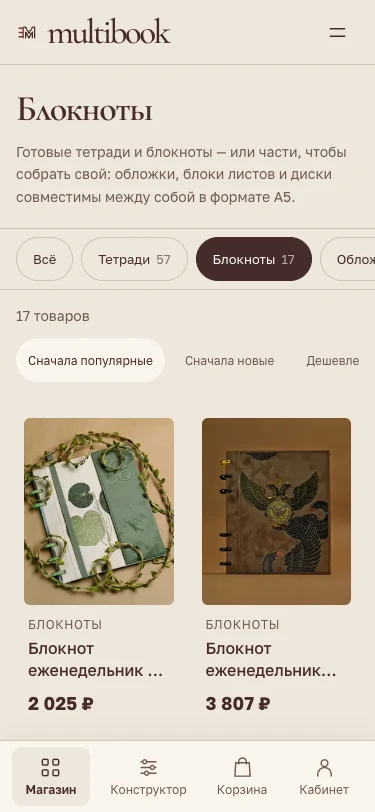 multibook
Блокноты
Готовые тетради и блокноты — или части, чтобы
собрать свой: обложки, блоки листов и диски
совместимы между собой в формате А5.
Всё
Тетради 57
Блокноты 17
Облож
17 товаров
Сначала популярные
Сначала новые
Дешевле
БЛОКНОТЫ
Блокнот
еженедельник ...
2 025 ₽
БЛОКНОТЫ
Блокнот
еженедельник...
3 807 ₽
Магазин
Конструктор
Корзина
Кабинет